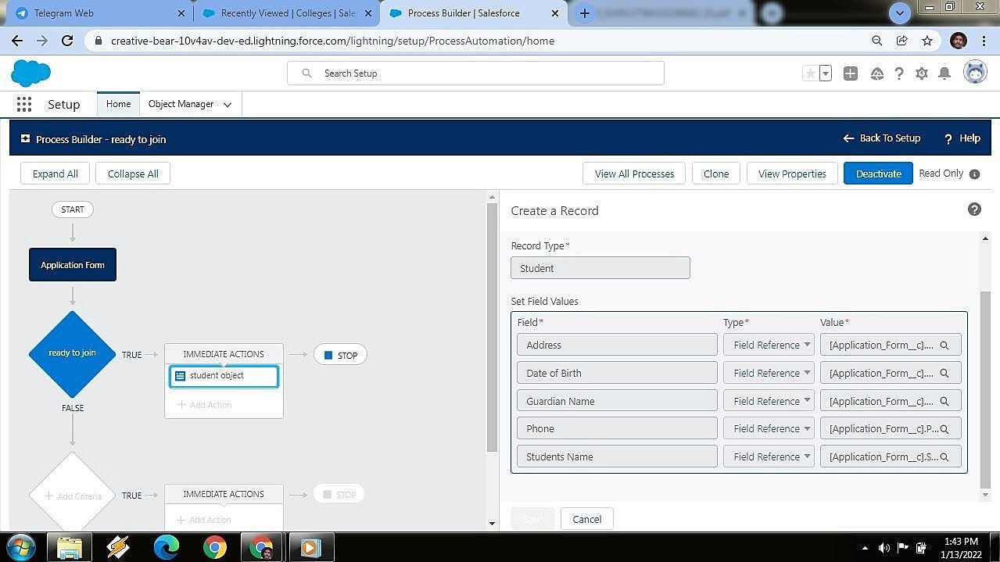 Telegram Web
Recently Viewed | Colleges | Sale
Process Builder | Salesforce
creative-bear-10v4av-dev-ed.lightning.force.com/lightning/setup/ProcessAutomation/home
Search Setup
Setup
Home
Object Manager
Process Builder - ready to join
Back To Setup
? Help
Expand All
Collapse All
View All Processes
Clone
View Properties
Deactivate
Read Only
START
Create a Record
Record Type*
Application Form
Student
Set Field Values
Field*
Type*
Value*
Address
Field Reference
[Application_Form__c]....
ready to join
TRUE
IMMEDIATE ACTIONS
STOP
student object
Date of Birth
Field Reference
[Application_Form__c]....
+ Add Action
Guardian Name
Field Reference
[Application_Form__c]....
FALSE
Phone
Field Reference
[Application_Form__c].P...
Students Name
Field Reference
[Application_Form__c].S...
+ Add Criteria
TRUE
IMMEDIATE ACTIONS
STOP
+ Add Action
Save
Cancel
1:43 PM
1/13/2022